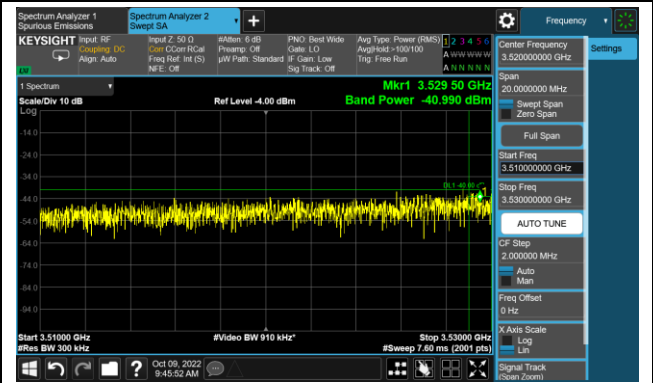 Spectrum Analyzer 1
Spurious Emissions
Spectrum Analyzer 2
Swept SA
Frequency
KEYSIGHT
Input: RF
Coupling: DC
Align: Auto
Input Z: 50 Ω
Corr CCorr RCal
Freq Ref: Int (S)
NFE: Off
#Atten: 6 dB
Preamp: Off
µW Path: Standard
PNO: Best Wide
Gate: LO
IF Gain: Low
Sig Track: Off
Avg Type: Power (RMS)
Avg|Hold:>100/100
Trig: Free Run
1 2 3 4 5 6
A W W W W W
A N N N N N
1 Spectrum
Scale/Div 10 dB
Log
Ref Level -4.00 dBm
Mkr1 3.529 50 GHz
Band Power -40.990 dBm
-14.0
-24.0
-34.0
-44.0
-54.0
-64.0
-74.0
-84.0
-94.0
DL1 -40.00
Start 3.51000 GHz
#Res BW 300 kHz
#Video BW 910 kHz*
Stop 3.53000 GHz
#Sweep 7.60 ms (2001 pts)
Oct 09, 2022
9:45:52 AM
Center Frequency
3.520000000 GHz
Settings
Span
20.0000000 MHz
Swept Span
Zero Span
Full Span
Start Freq
3.510000000 GHz
Stop Freq
3.530000000 GHz
AUTO TUNE
CF Step
2.000000 MHz
Auto
Man
Freq Offset
0 Hz
X Axis Scale
Log
Lin
Signal Track
(Span Zoom)